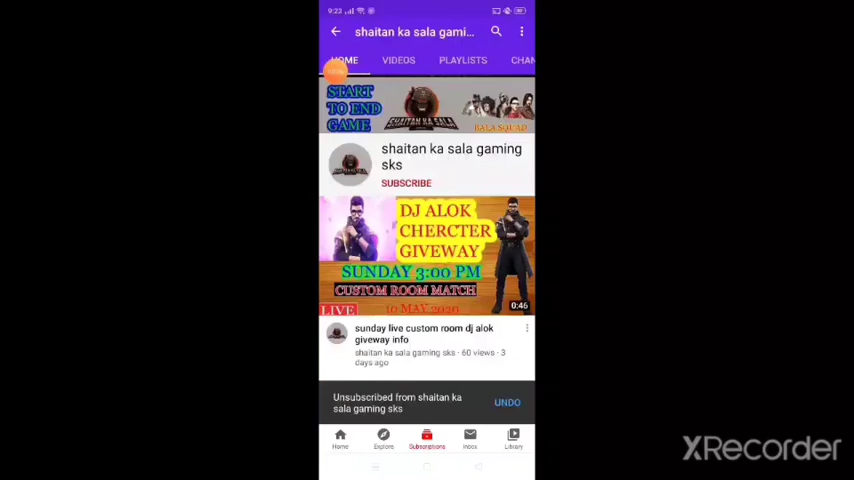 9:23
shaitan ka sala gami...
HOME
VIDEOS
PLAYLISTS
CHAN
START
TO END
GAME
SHAITAN KA SALA
BALA SQUAD
shaitan ka sala gaming
sks
SUBSCRIBE
DJ ALOK
CHERCTER
GIVEWAY
SUNDAY 3:00 PM
CUSTOM ROOM MATCH
LIVE
10 MAY 2020
0:46
sunday live custom room dj alok
giveway info
shaitan ka sala gaming sks · 60 views · 3
days ago
Unsubscribed from shaitan ka
sala gaming sks
UNDO
Home
Explore
Subscriptions
Inbox
Library
XRecorder